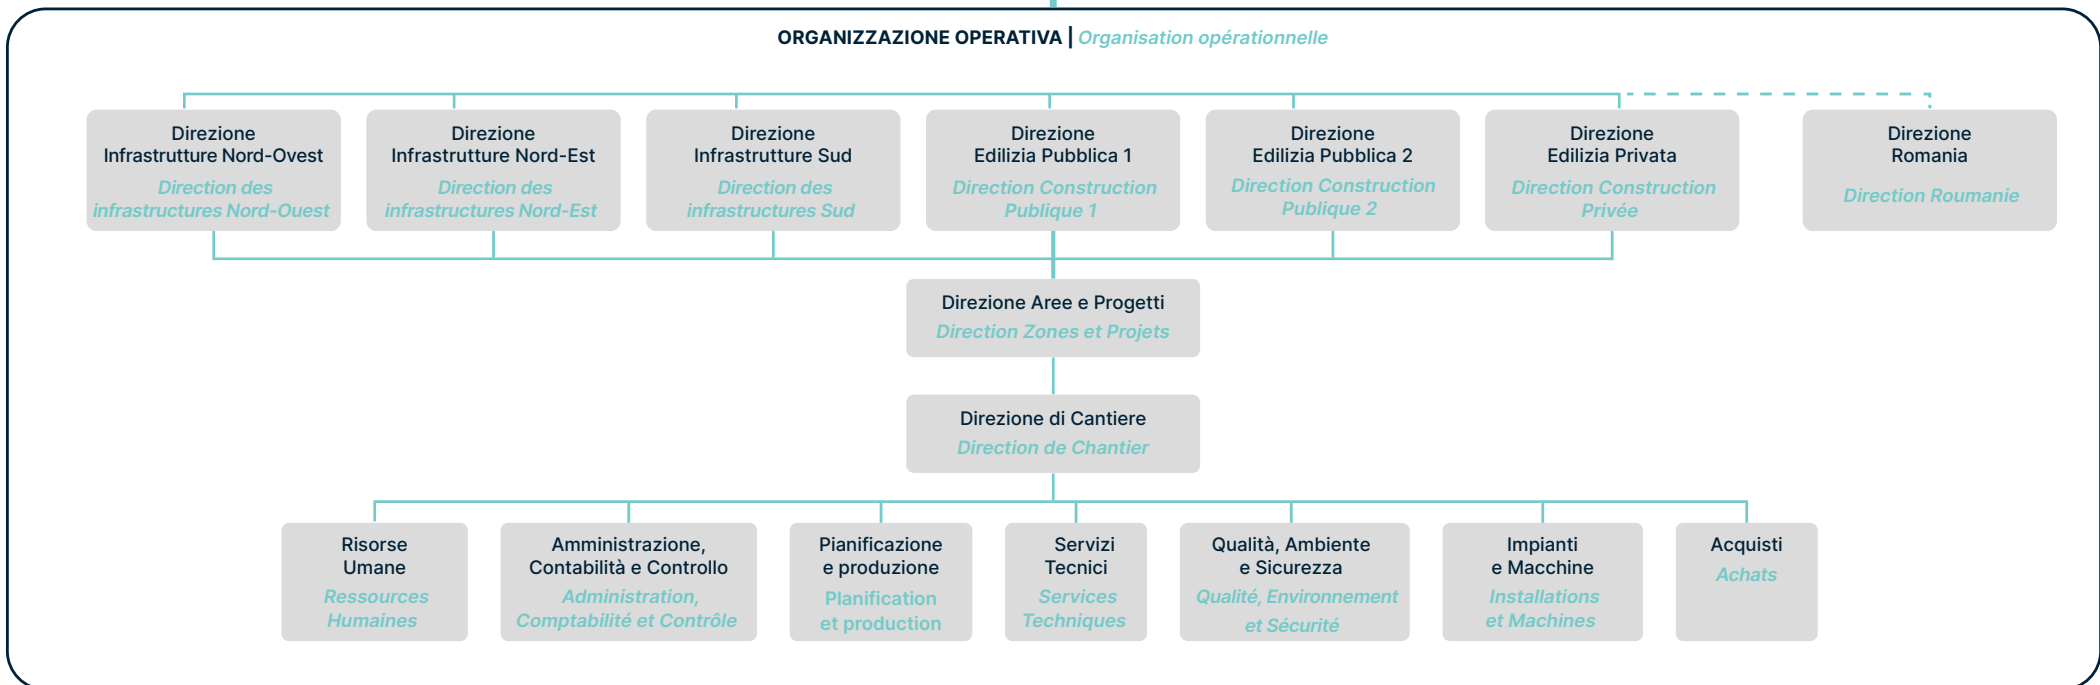 ORGANIZZAZIONE OPERATIVA | Organisation opérationnelle
Direzione
Infrastrutture Nord-Ovest
Direction des
infrastructures Nord-Ouest
Direzione
Infrastrutture Nord-Est
Direction des
infrastructures Nord-Est
Direzione
Infrastrutture Sud
Direction des
infrastructures Sud
Direzione
Edilizia Pubblica 1
Direction Construction
Publique 1
Direzione
Edilizia Pubblica 2
Direction Construction
Publique 2
Direzione
Edilizia Privata
Direction Construction
Privée
Direzione
Romania
Direction Roumanie
Direzione Aree e Progetti
Direction Zones et Projets
Direzione di Cantiere
Direction de Chantier
Risorse
Umane
Ressources
Humaines
Amministrazione,
Contabilità e Controllo
Administration,
Comptabilité et Contrôle
Pianificazione
e produzione
Planification
et production
Servizi
Tecnici
Services
Techniques
Qualità, Ambiente
e Sicurezza
Qualité, Environnement
et Sécurité
Impianti
e Macchine
Installations
et Machines
Acquisti
Achats